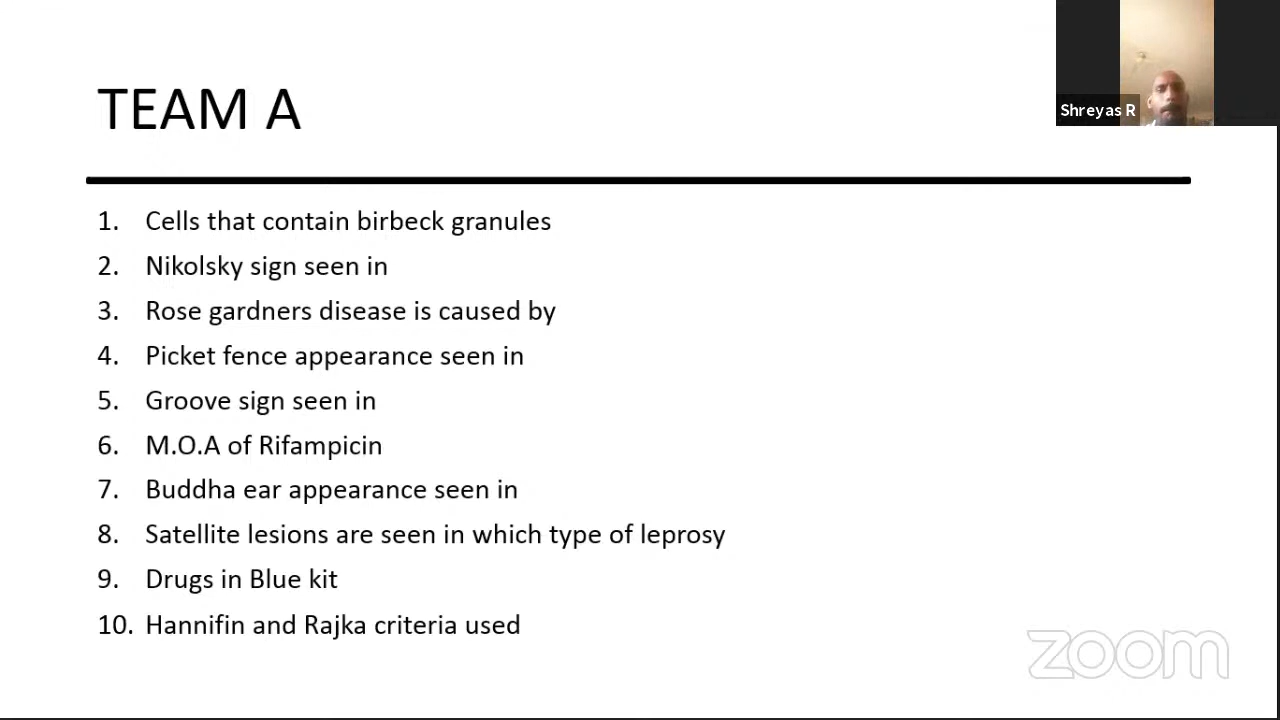 Shreyas R
TEAM A
1. Cells that contain birbeck granules
2. Nikolsky sign seen in
3. Rose gardners disease is caused by
4. Picket fence appearance seen in
5. Groove sign seen in
6. M.O.A of Rifampicin
7. Buddha ear appearance seen in
8. Satellite lesions are seen in which type of leprosy
9. Drugs in Blue kit
10. Hannifin and Rajka criteria used
zoom